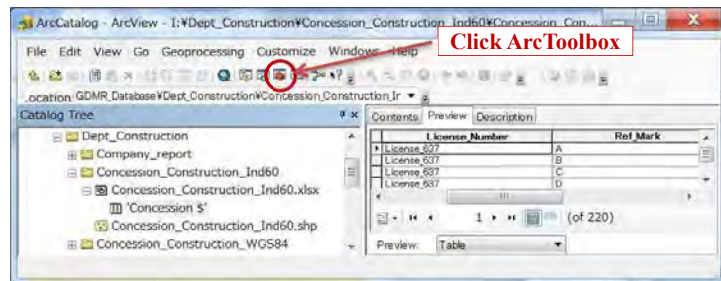 ArcCatalog - ArcView - I:¥Dept_Construction¥Concession_Construction_Ind60¥Concession_Con...
File Edit View Go Geoprocessing Customize Windows Help
Click ArcToolbox
Location: GDMR_Database¥Dept_Construction¥Concession_Construction_Ir
Catalog Tree
Contents Preview Description
Dept_Construction
Company_report
Concession_Construction_Ind60
Concession_Construction_Ind60.xlsx
'Concession $'
Concession_Construction_Ind60.shp
Concession_Construction_WGS84
License_Number Ref_Mark
License_637 A
License_637 B
License_637 C
License_637 D
1 (of 220)
Preview: Table